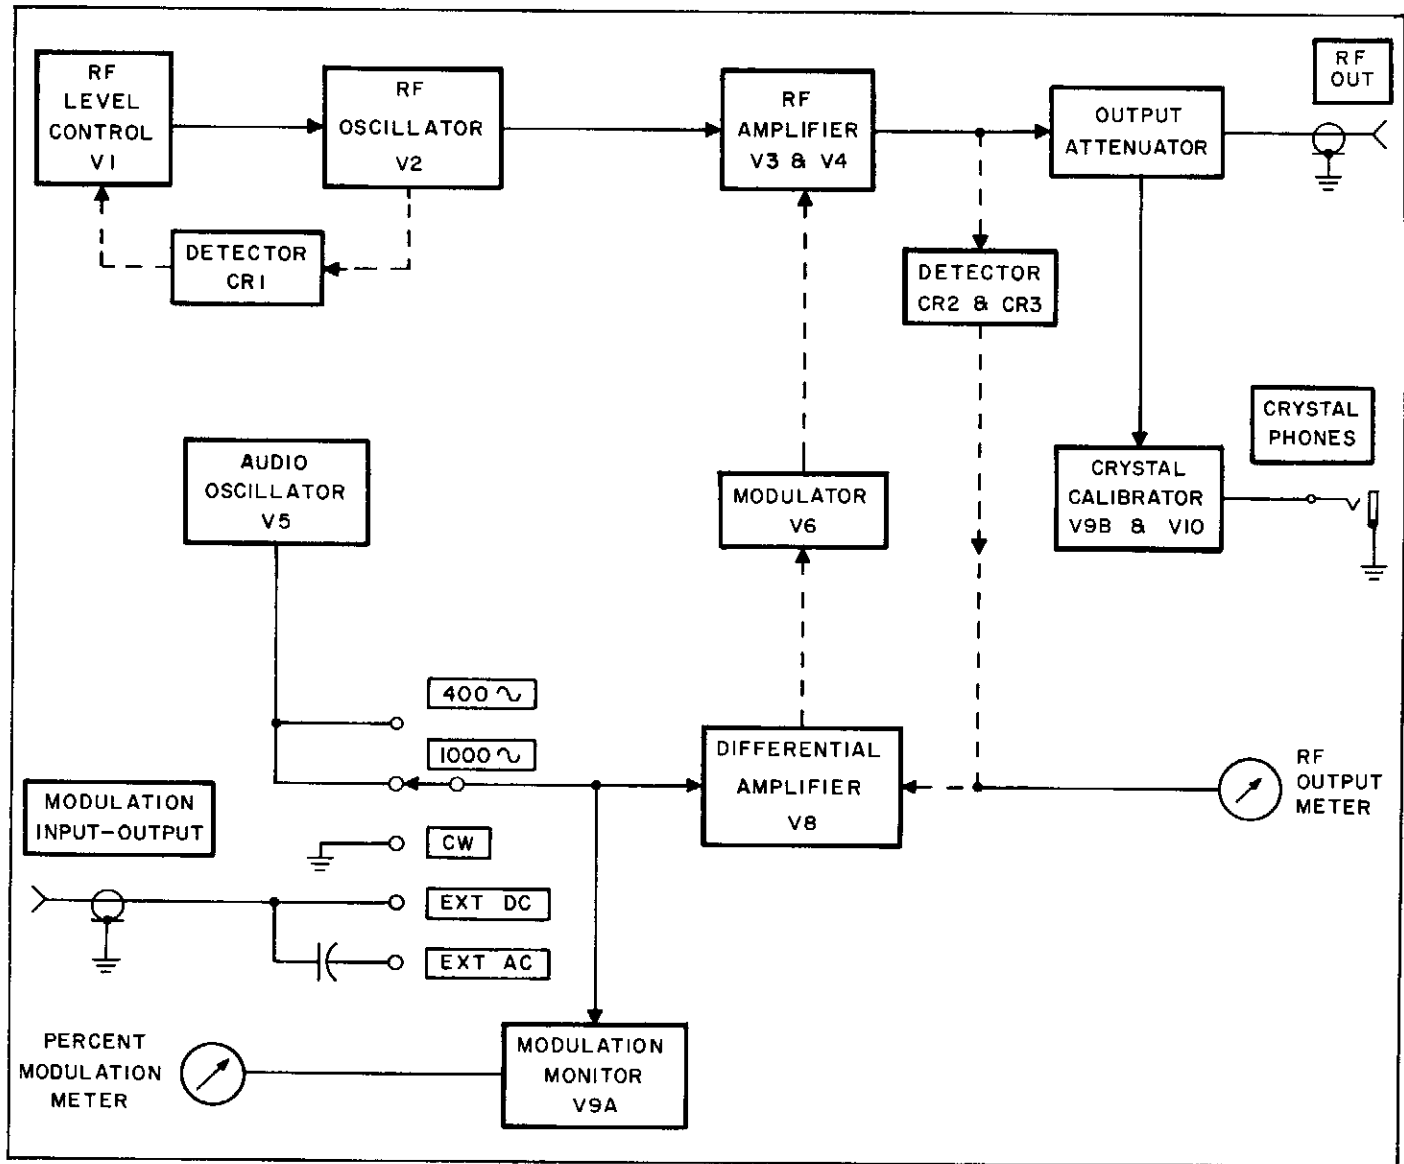 RF
LEVEL
CONTROL
V1
RF
OSCILLATOR
V2
RF
AMPLIFIER
V3 & V4
OUTPUT
ATTENUATOR
RF
OUT
DETECTOR
CR1
DETECTOR
CR2 & CR3
CRYSTAL
PHONES
AUDIO
OSCILLATOR
V5
MODULATOR
V6
CRYSTAL
CALIBRATOR
V9B & V10
400∿
1000∿
DIFFERENTIAL
AMPLIFIER
V8
RF
OUTPUT
METER
MODULATION
INPUT-OUTPUT
CW
EXT DC
EXT AC
PERCENT
MODULATION
METER
MODULATION
MONITOR
V9A